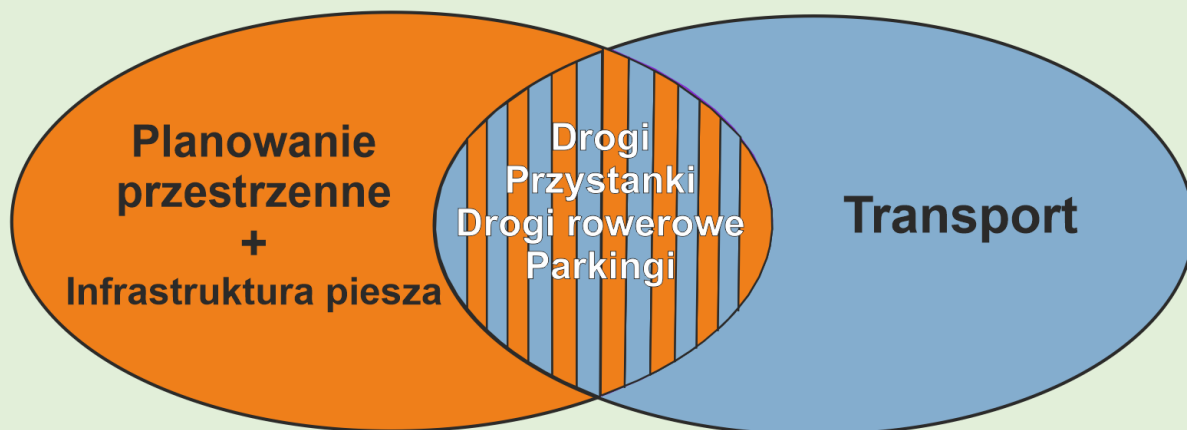 Planowanie
przestrzenne
+
Infrastruktura piesza
Drogi
Przystanki
Drogi rowerowe
Parkingi
Transport